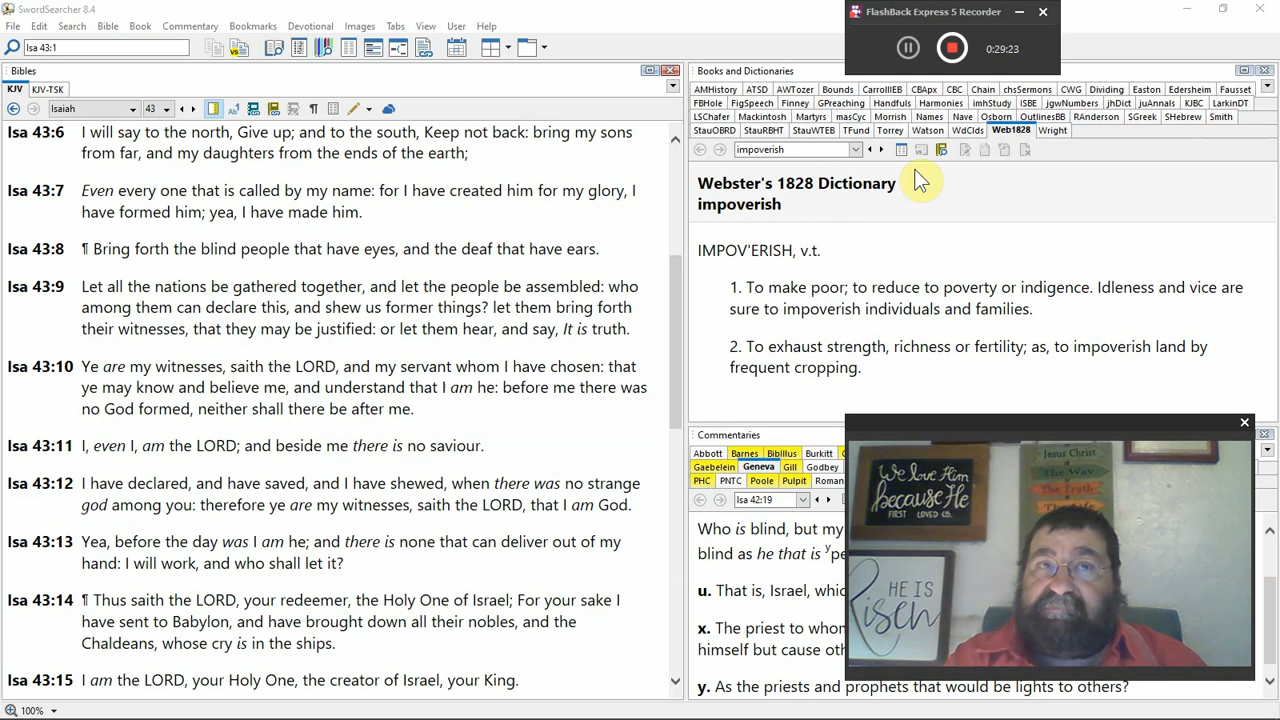 SwordSearcher 8.4
File Edit Search Bible Book Commentary Bookmarks Devotional Images Tabs View User Help
Isa 43:1
Bibles
KJV KJV-TSK
Isaiah 43
Isa 43:6 I will say to the north, Give up; and to the south, Keep not back: bring my sons
from far, and my daughters from the ends of the earth;
Isa 43:7 Even every one that is called by my name: for I have created him for my glory, I
have formed him; yea, I have made him.
Isa 43:8 ¶ Bring forth the blind people that have eyes, and the deaf that have ears.
Isa 43:9 Let all the nations be gathered together, and let the people be assembled: who
among them can declare this, and shew us former things? let them bring forth
their witnesses, that they may be justified: or let them hear, and say, It is truth.
Isa 43:10 Ye are my witnesses, saith the LORD, and my servant whom I have chosen: that
ye may know and believe me, and understand that I am he: before me there was
no God formed, neither shall there be after me.
Isa 43:11 I, even I, am the LORD; and beside me there is no saviour.
Isa 43:12 I have declared, and have saved, and I have shewed, when there was no strange
god among you: therefore ye are my witnesses, saith the LORD, that I am God.
Isa 43:13 Yea, before the day was I am he; and there is none that can deliver out of my
hand: I will work, and who shall let it?
Isa 43:14 ¶ Thus saith the LORD, your redeemer, the Holy One of Israel; For your sake I
have sent to Babylon, and have brought down all their nobles, and the
Chaldeans, whose cry is in the ships.
Isa 43:15 I am the LORD, your Holy One, the creator of Israel, your King.
100%
FlashBack Express 5 Recorder
0:29:23
Books and Dictionaries
AMHistory ATSD AWTozer Bounds CarrollIEB CBApx CBC Chain chsSermons CWG Dividing Easton Edersheim Fausset
FBHole FigSpeech Finney GPreaching Handfuls Harmonies imhStudy ISBE jgwNumbers jhDict juAnnals KJBC LarkinDT
LSChafer Mackintosh Martyrs masCyc Morris Names Nave Osborn OutlinesBB RAnderson SGreek SHebrew Smith
StauOBRD StauRBHT StauWTEB TFund Torrey Watson WdClds Web1828 Wright
impoverish
Webster's 1828 Dictionary
impoverish
IMPOV'ERISH, v.t.
1. To make poor; to reduce to poverty or indigence. Idleness and vice are
sure to impoverish individuals and families.
2. To exhaust strength, richness or fertility; as, to impoverish land by
frequent cropping.
Commentaries
Abbott Barnes BibIllus Burkitt
Gaebelein Geneva Gill Godbey
PHC PNTC Poole Pulpit Roman
Isa 42:19
Who is blind, but my
blind as he that is
u. That is, Israel,
x. The priest to whom
himself but cause
y. As the priests and prophets that would be lights to others?
We love Him
because He
FIRST LOVED US.
Jesus Christ
The Way
The Truth
HE IS
Risen